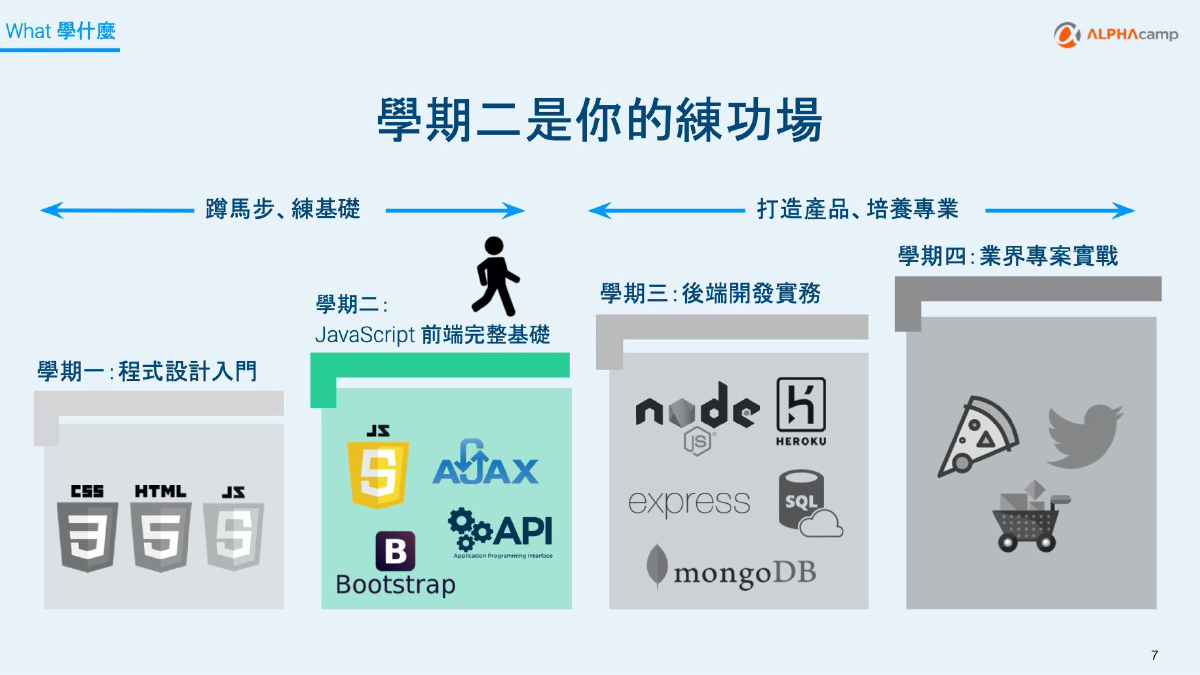 What 學什麼
ALPHAcamp
學期二是你的練功場
蹲馬步、練基礎
打造產品、培養專業
學期一:程式設計入門
CSS HTML JS
學期二:
JavaScript 前端完整基礎
JS
AJAX
API
Application Programming Interface
B
Bootstrap
學期三:後端開發實務
node
JS
HEROKU
express
SQL
mongoDB
學期四:業界專案實戰
7